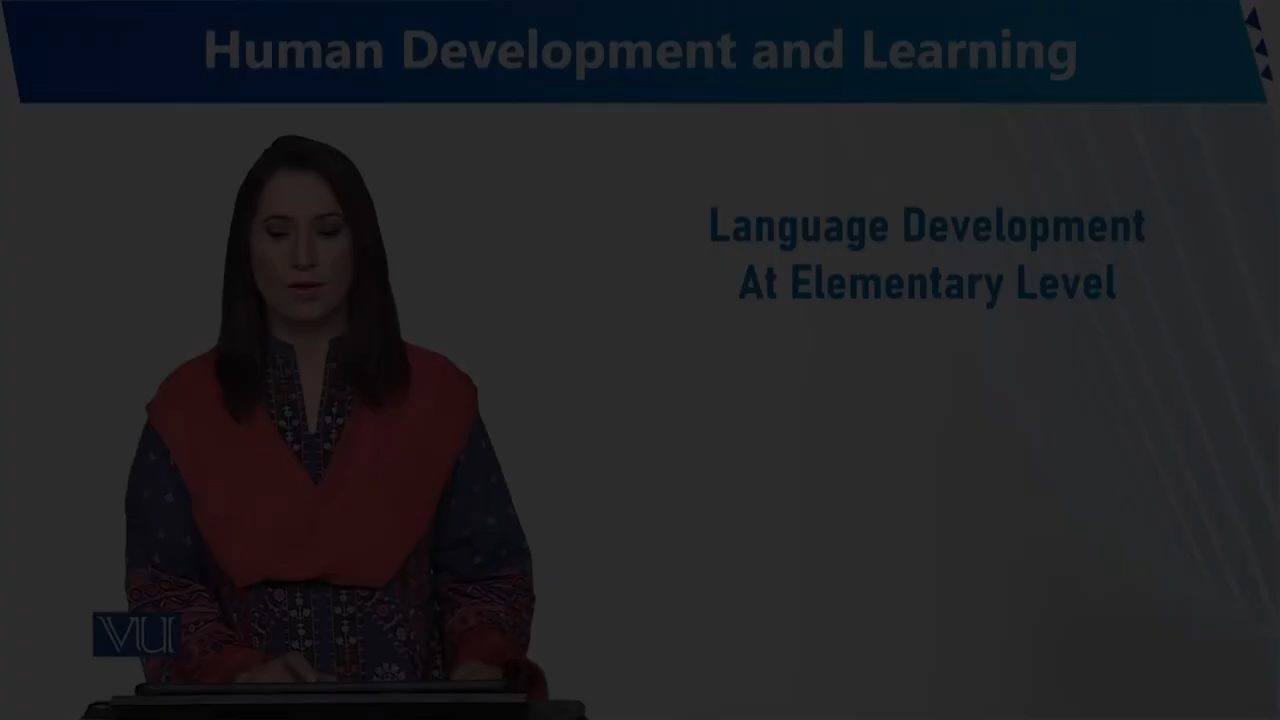 Human Development and Learning
Language Development
At Elementary Level
VU